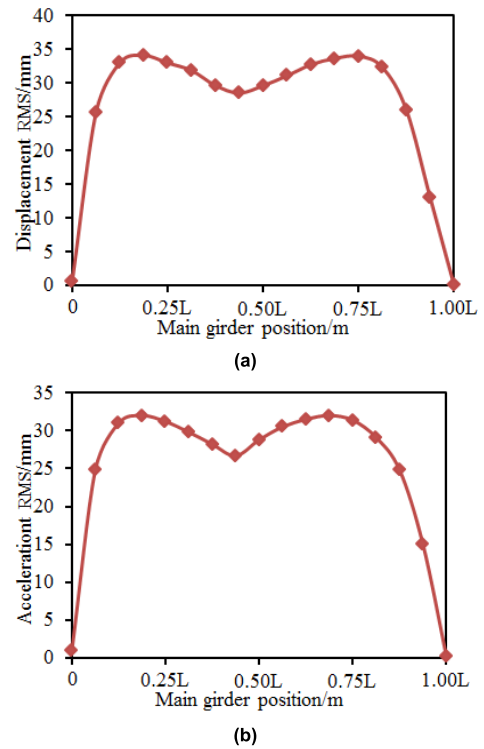 40
35
30
25
20
15
10
5
0
Displacement RMS/mm
0 0.25L 0.50L 0.75L 1.00L
Main girder position/m
(a)
35
30
25
20
15
10
5
0
Accelerationt RMS/mm
0 0.25L 0.50L 0.75L 1.00L
Main girder position/m
(b)